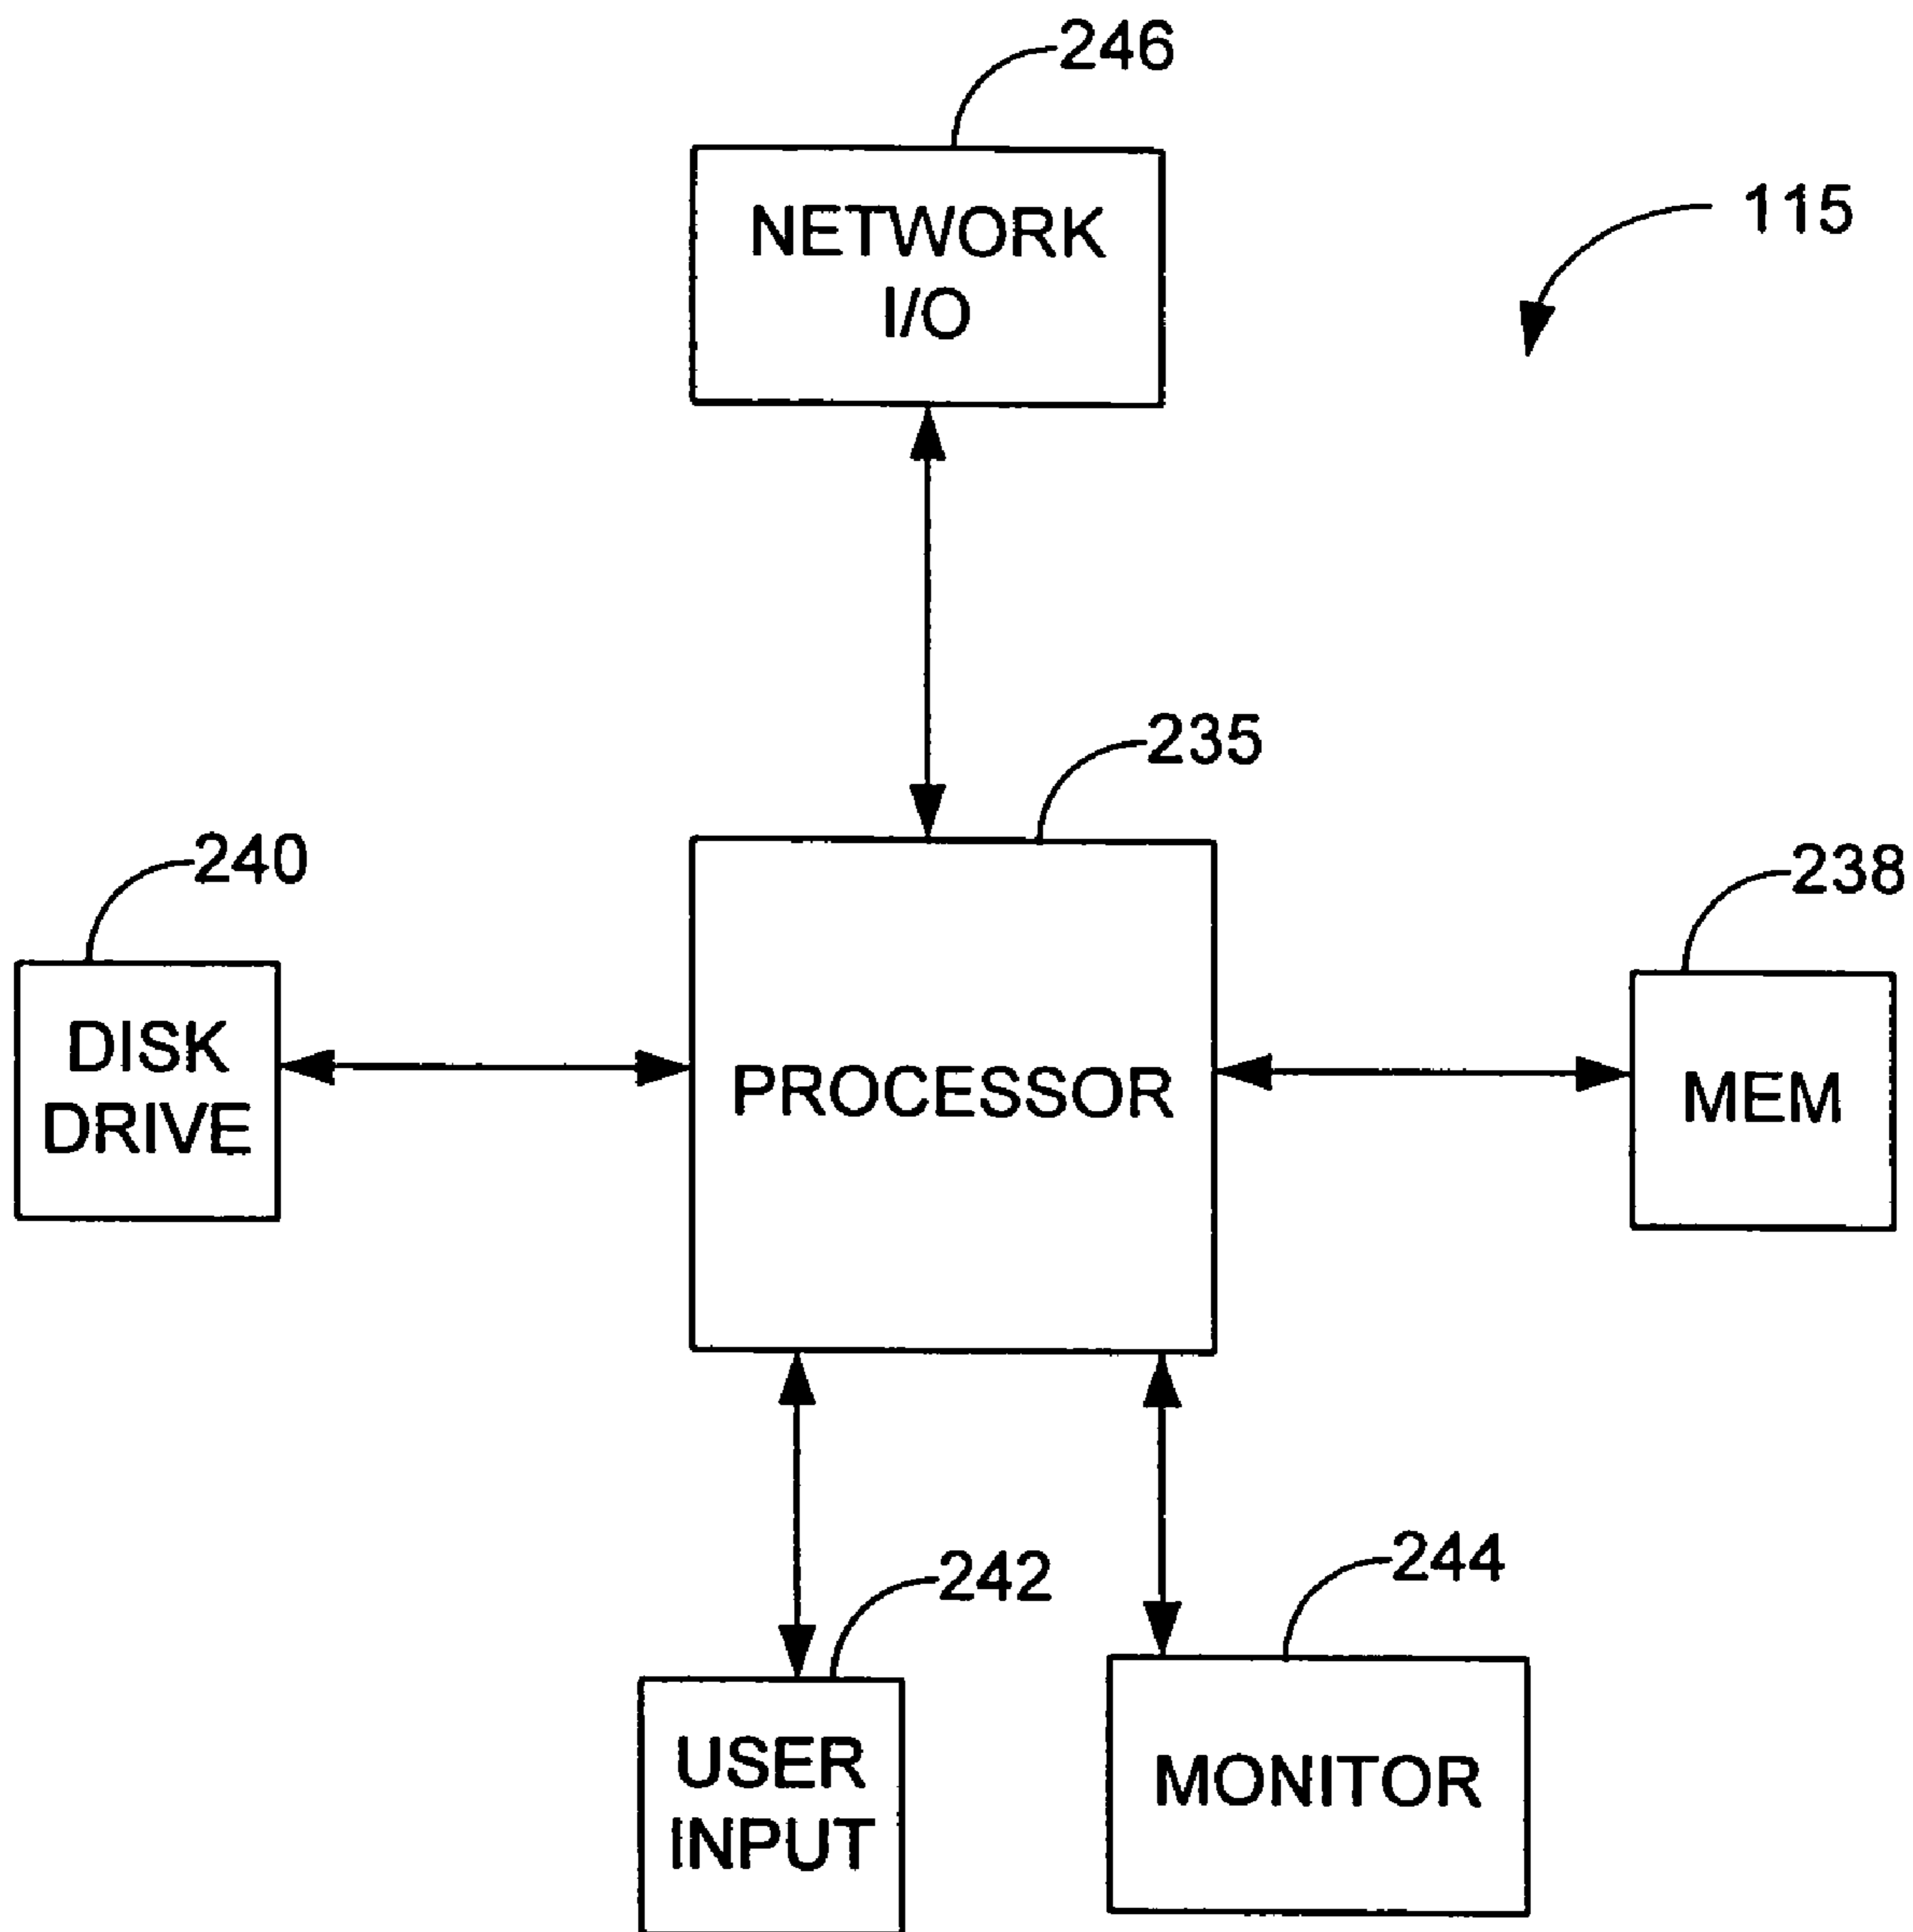 246
NETWORK
I/O
115
235
240
238
DISK
DRIVE
PROCESSOR
MEM
242
244
USER
INPUT
MONITOR